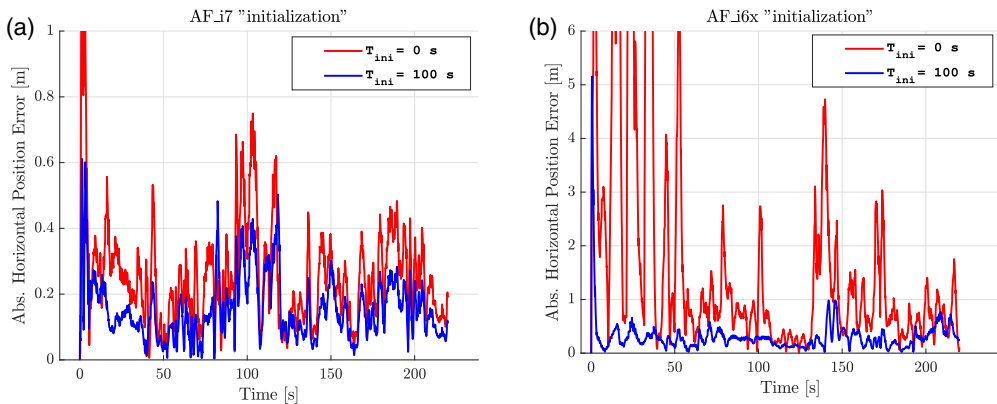 (a)
AF_i7 "initialization”
Abs. Horizontal Position Error [m]
1
0.8
0.6
0.4
0.2
0
T_ini = 0 s
T_ini = 100 s
0
50
100
150
200
Time [s]
(b)
AF_i6x "initialization”
Abs. Horizontal Position Error [m]
6
5
4
3
2
1
0
T_ini = 0 s
T_ini = 100 s
0
50
100
150
200
Time [s]